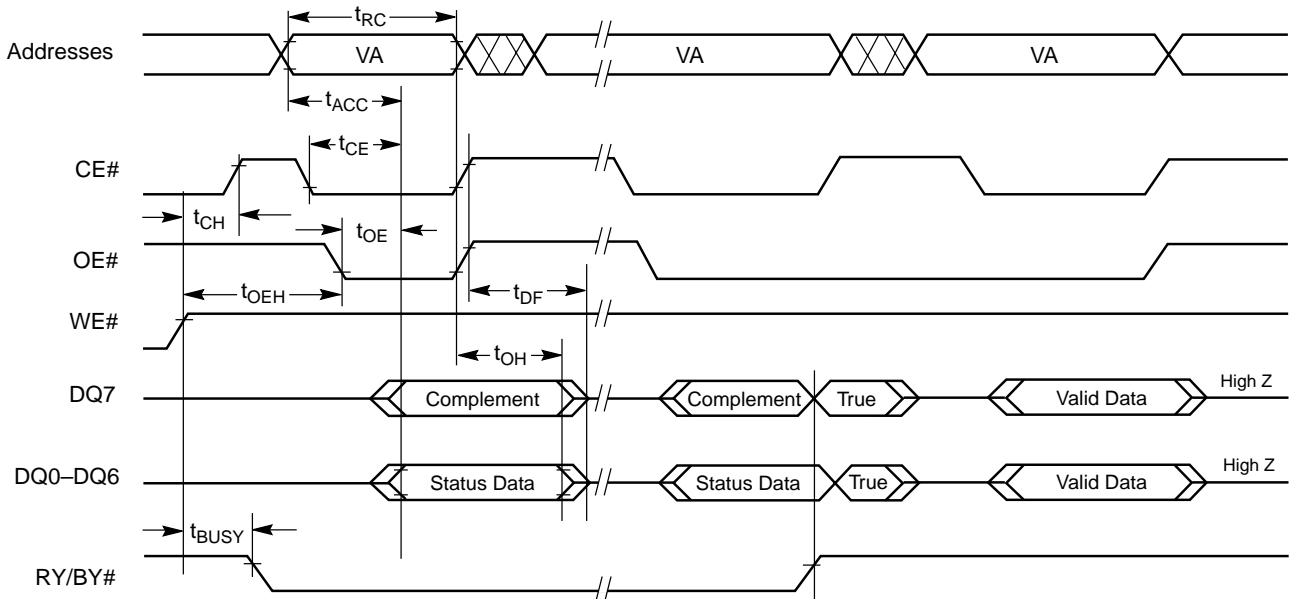 tRC
Addresses VA VA VA
tACC
tCE
CE#
tCH tOE
OE#
tOEH tDF
WE#
tOH
DQ7 Complement Complement True Valid Data High Z
DQ0–DQ6 Status Data Status Data True Valid Data High Z
tBUSY
RY/BY#